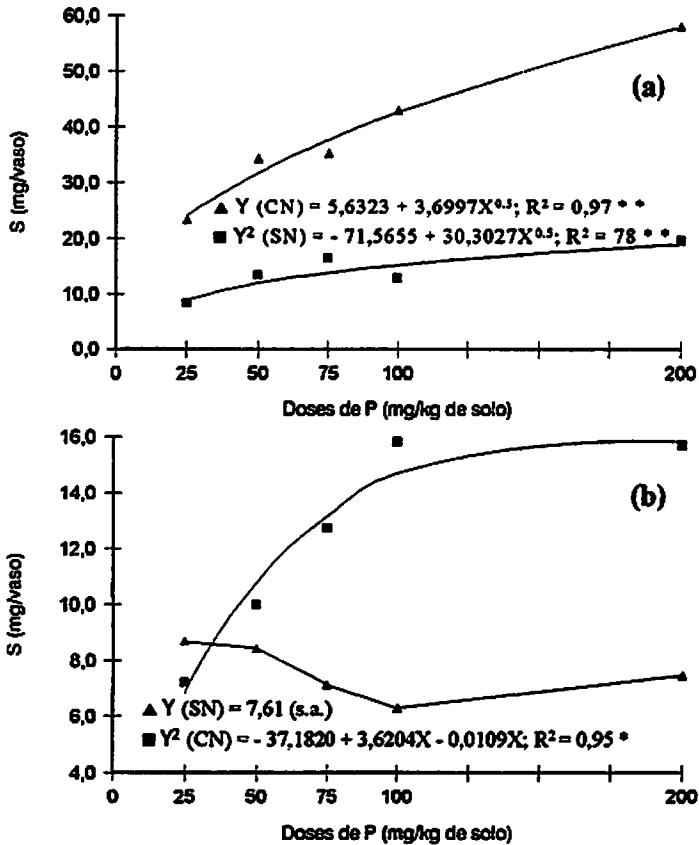 60,0
50,0
40,0
30,0
20,0
10,0
0,0
S (mg/vaso)
(a)
▲ Y (CN) = 5,6323 + 3,6997X^0.5; R² = 0,97 * *
■ Y² (SN) = - 71,5655 + 30,3027X^0.5; R² = 78 * *
0 25 50 75 100 200
Doses de P (mg/kg de solo)
16,0
14,0
12,0
10,0
8,0
6,0
4,0
S (mg/vaso)
(b)
▲ Y (SN) = 7,61 (s.a.)
■ Y² (CN) = - 37,1820 + 3,6204X - 0,0109X; R² = 0,95 *
0 25 50 75 100 200
Doses de P (mg/kg de solo)